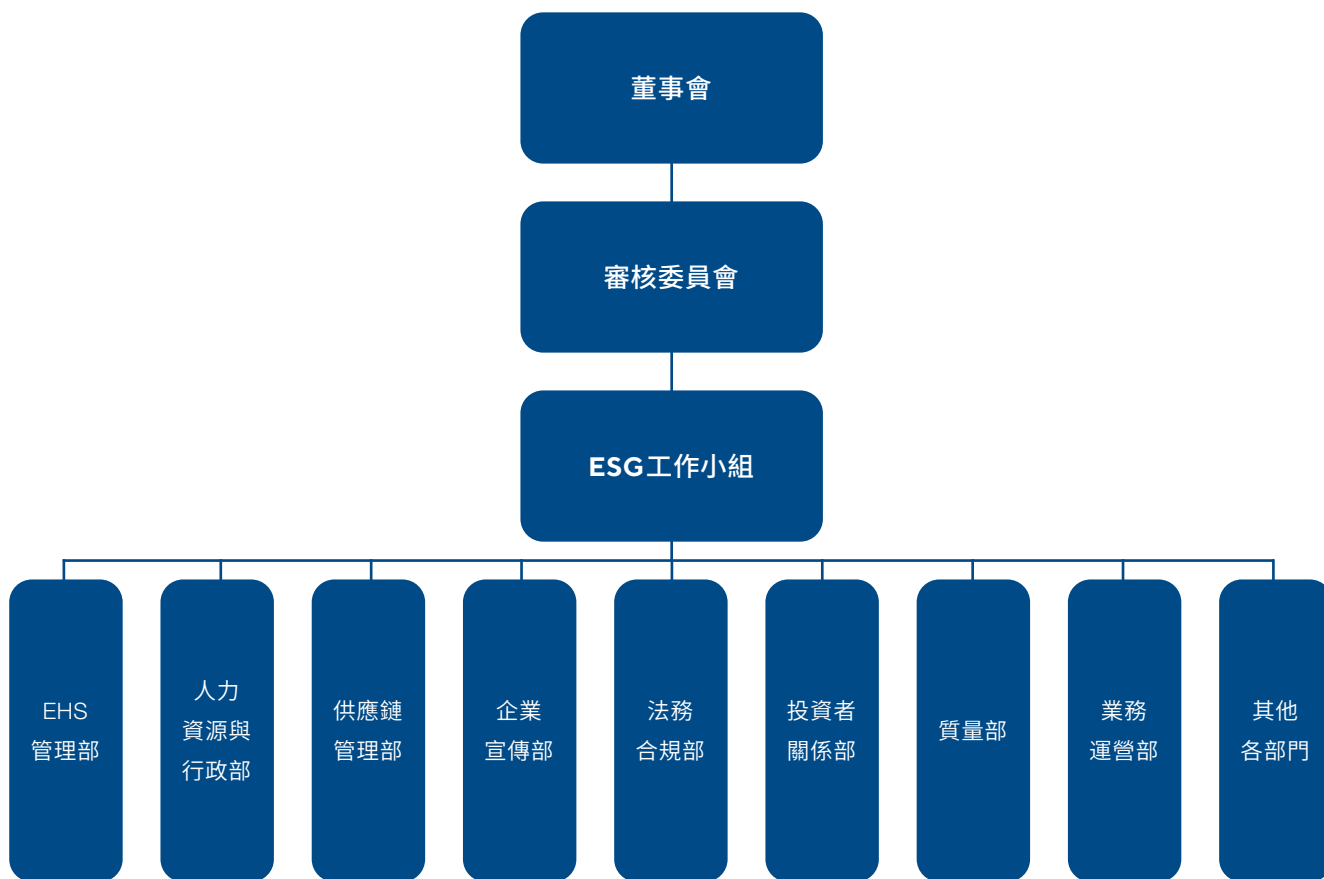 董事會
審核委員會
ESG工作小組
EHS
管理部
人力
資源與
行政部
供應鏈
管理部
企業
宣傳部
法務
合規部
投資者
關係部
質量部
業務
運營部
其他
各部門